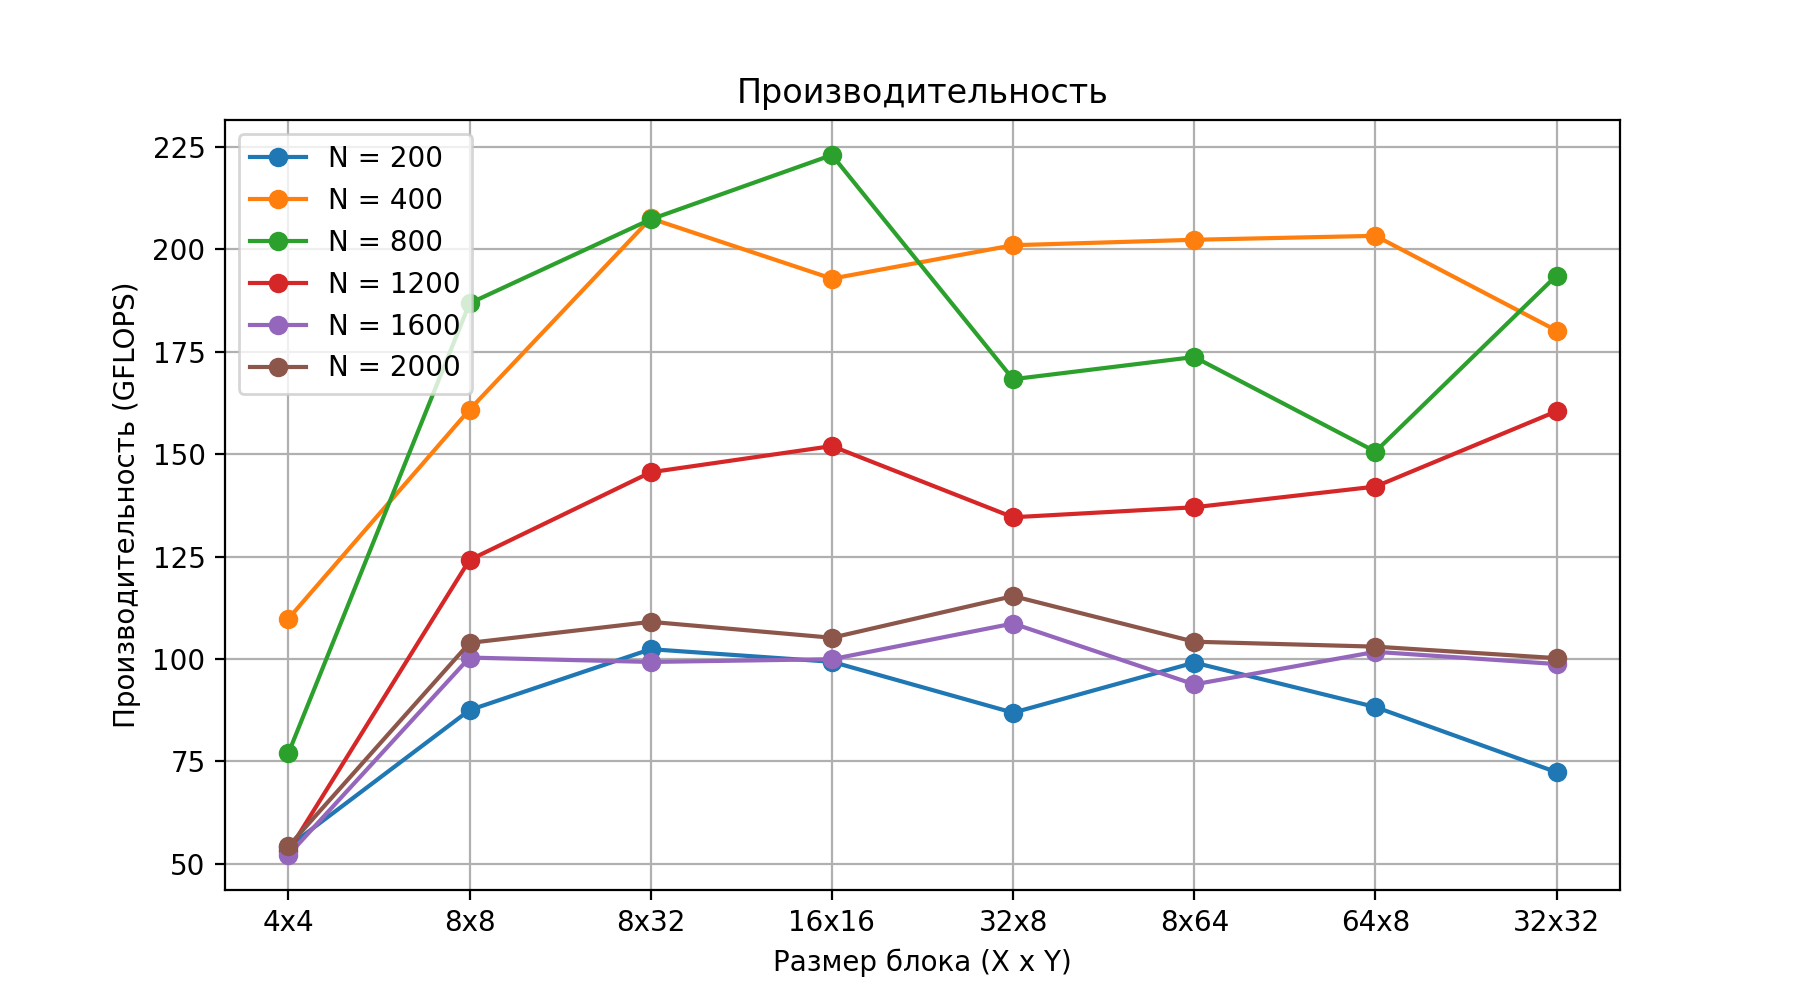 Производительность
Производительность (GFLOPS)
225
200
175
150
125
100
75
50
N = 200
N = 400
N = 800
N = 1200
N = 1600
N = 2000
4x4 8x8 8x32 16x16 32x8 8x64 64x8 32x32
Размер блока (X x Y)